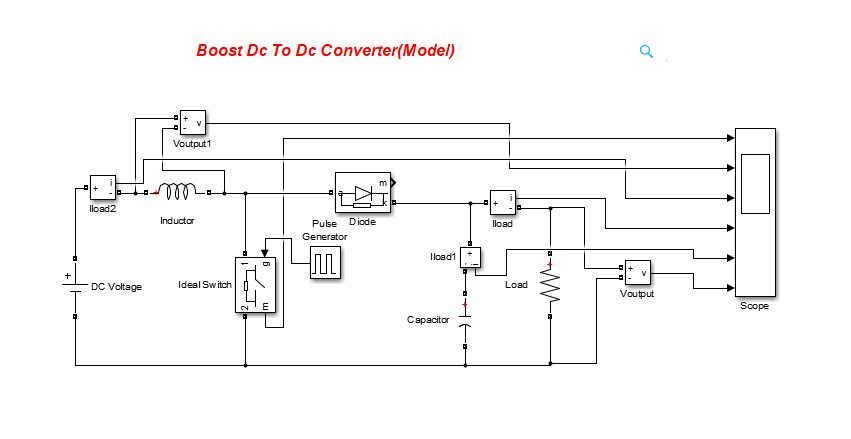 Boost Dc To Dc Converter(Model)
+
-
v
Voutput1
+
i
-
Iload2
Inductor
a
m
k
Diode
Pulse
Generator
+
i
-
Iload
+
DC Voltage
Ideal Switch
1
g
2
m
Iload1
+
-
i
Load
+
-
v
Voutput
Capacitor
Scope